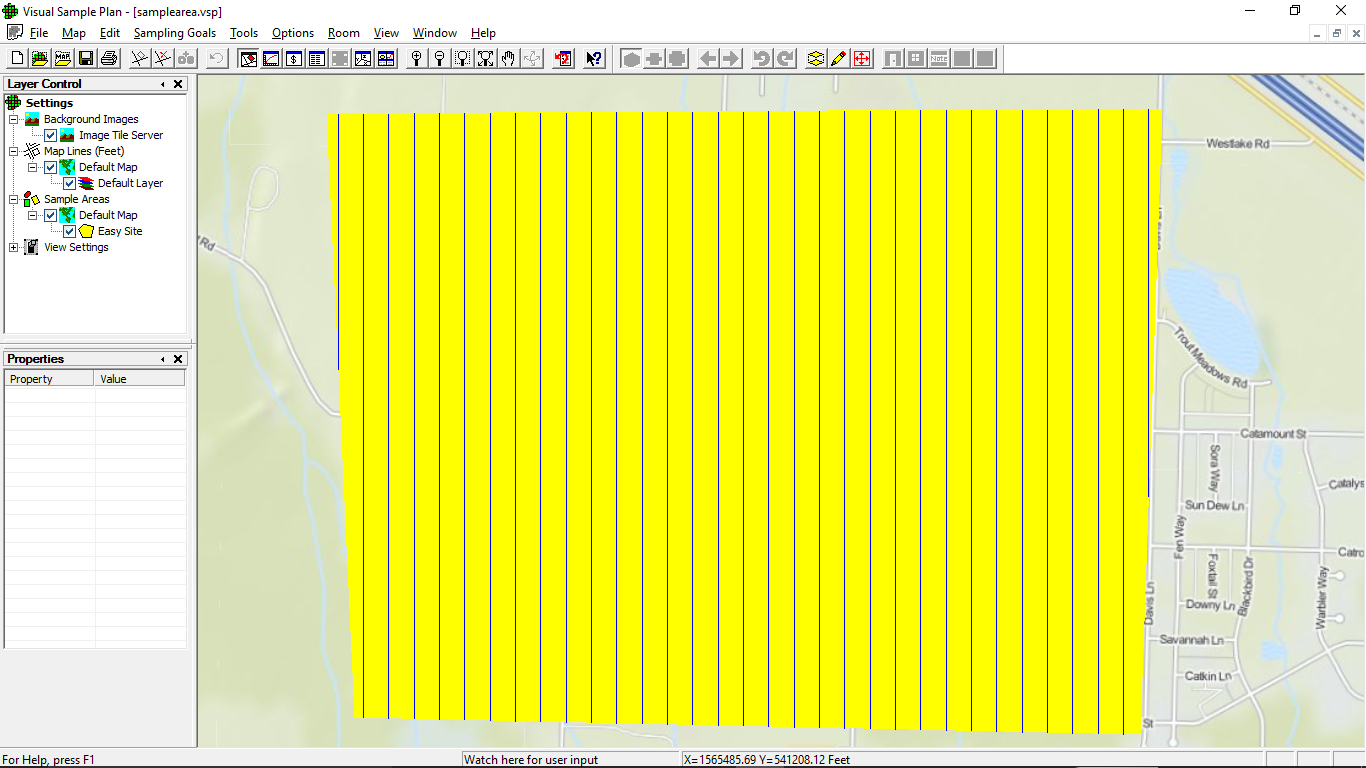 Visual Sample Plan - [samplearea.vsp]
File Map Edit Sampling Goals Tools Options Room View Window Help
MAP
$
Note
Layer Control
Settings
Background Images
Image Tile Server
Map Lines (Feet)
Default Map
Default Layer
Sample Areas
Default Map
Easy Site
View Settings
Properties
Property Value
Rd
Westlake Rd
Trout Meadows Rd
Catamount St
Sora Way
Catalys
Sun Dew Ln
Fen Way
Catro
Foxtail St
Blackbird Dr
Warbler Way
Davis Ln
Downy Ln
Savannah Ln
Catkin Ln
St
For Help, press F1
Watch here for user input
X=1565485.69 Y=541208.12 Feet